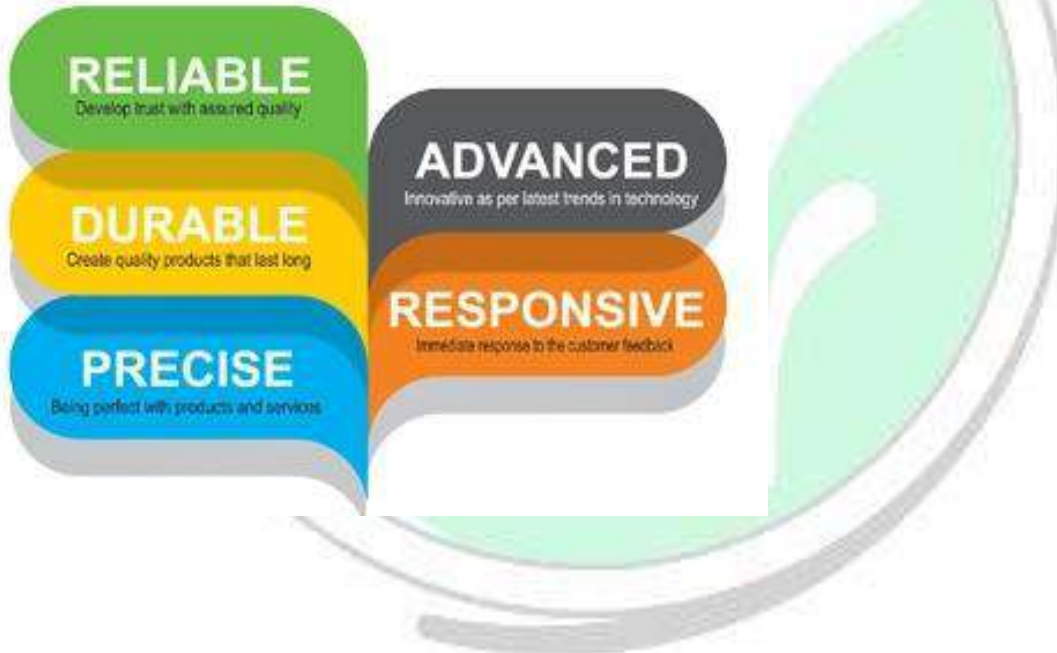 RELIABLE
Develop trust with assured quality
ADVANCED
Innovative as per latest trends in technology
DURABLE
Create quality products that last long
RESPONSIVE
Immediate response to the customer feedback
PRECISE
Being perfect with products and services